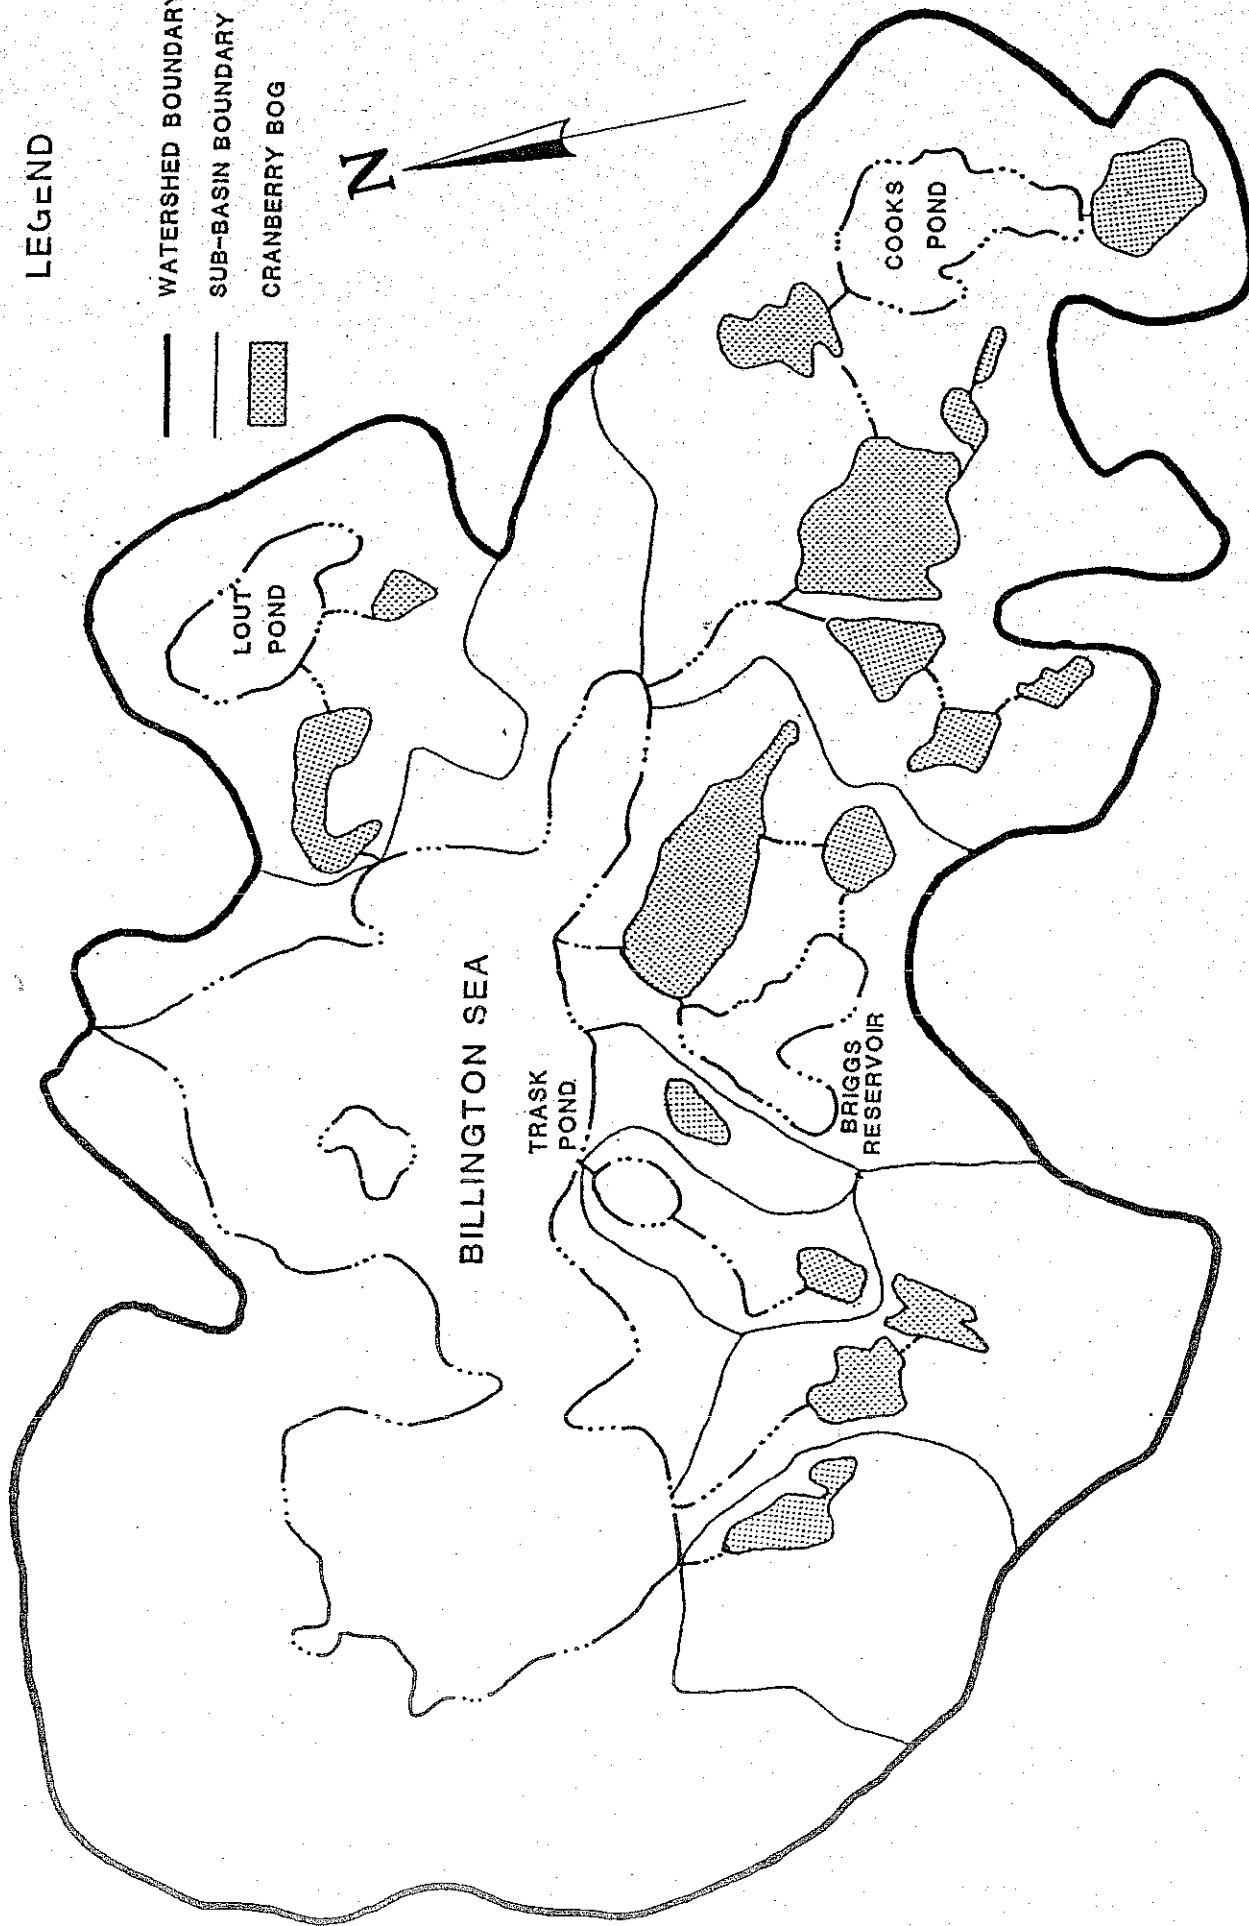 LEGEND
WATERSHED BOUNDARY
SUB-BASIN BOUNDARY
CRANBERRY BOG
N
LOUT
POND
COOKS
POND
BILLINGTON SEA
TRASK
POND
BRIGGS
RESERVOIR